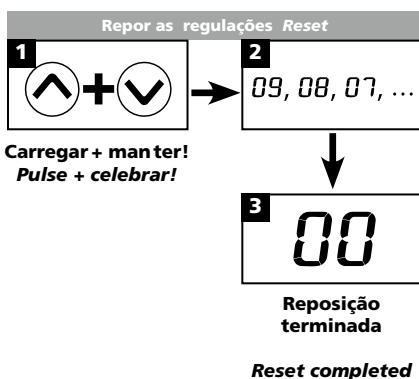 Repor as regulações Reset
1
+
2
09, 08, 07, ...
Carregar + manter!
Pulse + celebrar!
3
00
Reposição
terminada
Reset completed